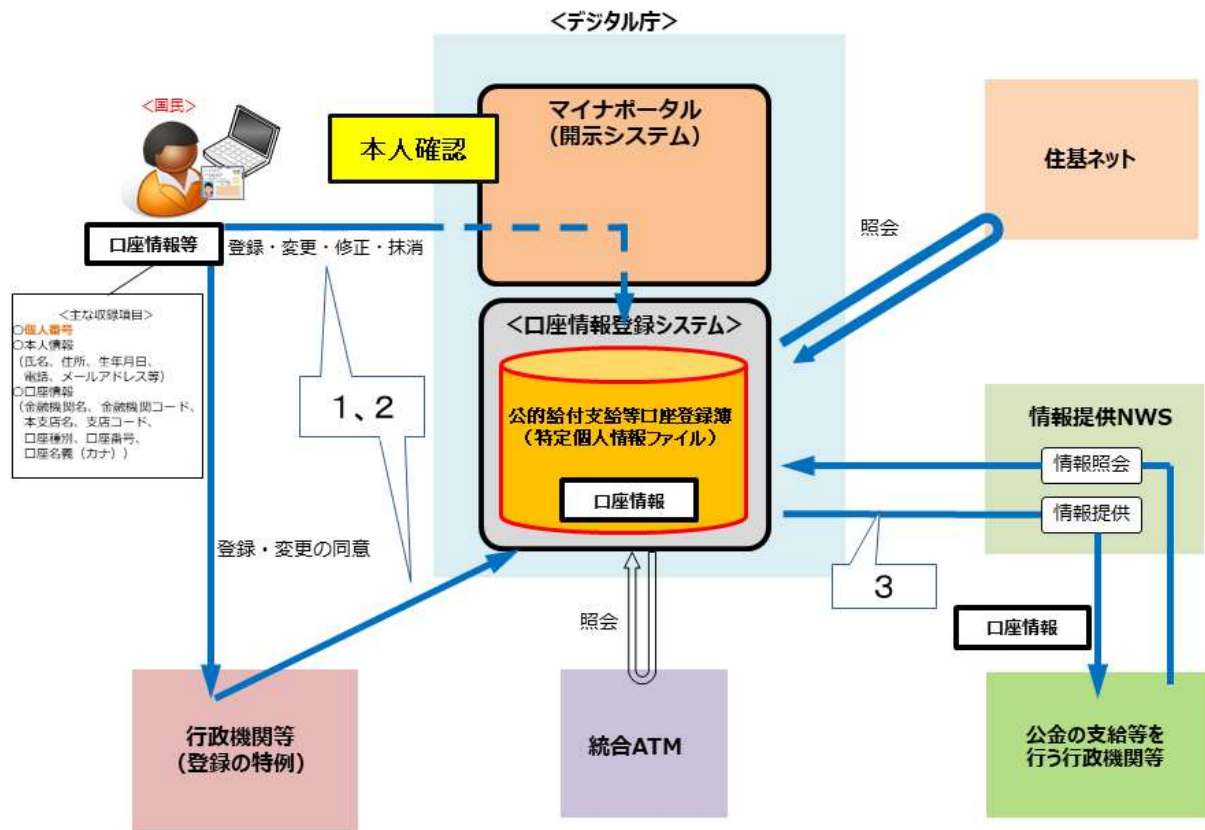 ＜デジタル庁＞
＜国民＞
本人確認
マイナポータル
（開示システム）
住基ネット
口座情報等
登録・変更・修正・抹消
照会
＜主な収録項目＞
○個人番号
○本人情報
（氏名、住所、生年月日、
電話、メールアドレス等）
○口座情報
（金融機関名、金融機関コード、
本支店名、支店コード、
口座種別、口座番号、
口座名義（カナ））
１、２
＜口座情報登録システム＞
公的給付支給等口座登録簿
（特定個人情報ファイル）
口座情報
情報提供NWS
情報照会
情報提供
３
登録・変更の同意
照会
口座情報
行政機関等
（登録の特例）
統合ATM
公金の支給等を
行う行政機関等